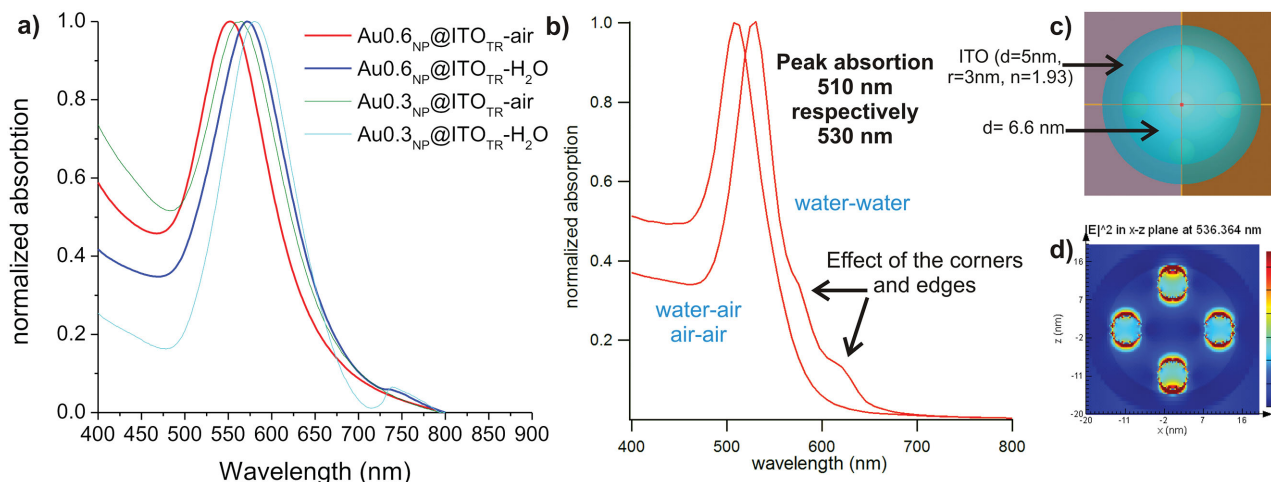 a)
normalized absorption
1.0
0.8
0.6
0.4
0.2
0.0
400 450 500 550 600 650 700 750 800 850 900
Wavelength (nm)
Au0.6NP@ITOTR-air
Au0.6NP@ITOTR-H2O
Au0.3NP@ITOTR-air
Au0.3NP@ITOTR-H2O
b)
normalized absorption
1.0
0.8
0.6
0.4
0.2
400 500 600 700 800
wavelength (nm)
Peak absortion
510 nm
respectively
530 nm
water-water
Effect of the corners
and edges
water-air
air-air
c)
ITO (d=5nm,
r=3nm, n=1.93)
d= 6.6 nm
d)
|E|^2 in x-z plane at 536.364 nm
z (nm)
16
7
-2
-11
-20
-20 -11 -2 7 16
x (nm)